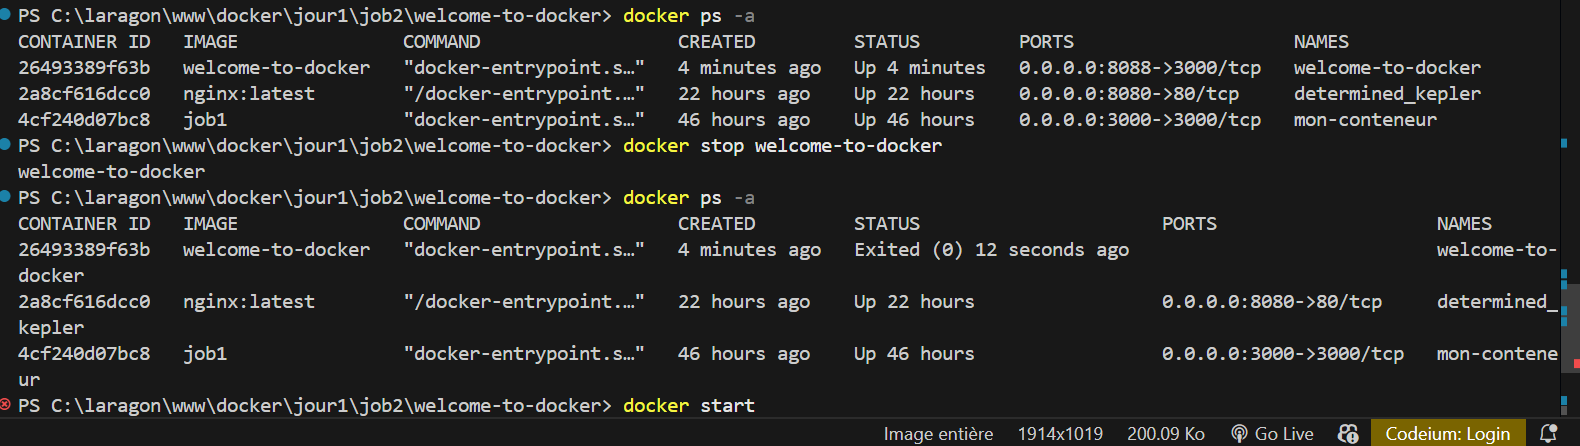 PS C:\laragon\www\docker\jour1\job2\welcome-to-docker> docker ps -a
CONTAINER ID   IMAGE               COMMAND                  CREATED         STATUS         PORTS                    NAMES
26493389f63b   welcome-to-docker   "docker-entrypoint.s…"   4 minutes ago   Up 4 minutes   0.0.0.0:8088->3000/tcp   welcome-to-docker
2a8cf616dcc0   nginx:latest        "/docker-entrypoint.…"   22 hours ago    Up 22 hours    0.0.0.0:8080->80/tcp     determined_kepler
4cf240d07bc8   job1                "docker-entrypoint.s…"   46 hours ago    Up 46 hours    0.0.0.0:3000->3000/tcp   mon-conteneur
PS C:\laragon\www\docker\jour1\job2\welcome-to-docker> docker stop welcome-to-docker
welcome-to-docker
PS C:\laragon\www\docker\jour1\job2\welcome-to-docker> docker ps -a
CONTAINER ID   IMAGE               COMMAND                  CREATED         STATUS                      PORTS                    NAMES
26493389f63b   welcome-to-docker   "docker-entrypoint.s…"   4 minutes ago   Exited (0) 12 seconds ago                            welcome-to-
docker
2a8cf616dcc0   nginx:latest        "/docker-entrypoint.…"   22 hours ago    Up 22 hours                 0.0.0.0:8080->80/tcp     determined_
kepler
4cf240d07bc8   job1                "docker-entrypoint.s…"   46 hours ago    Up 46 hours                 0.0.0.0:3000->3000/tcp   mon-contene
ur
PS C:\laragon\www\docker\jour1\job2\welcome-to-docker> docker start
Image entière   1914x1019   200.09 Ko   Go Live   Codeium: Login